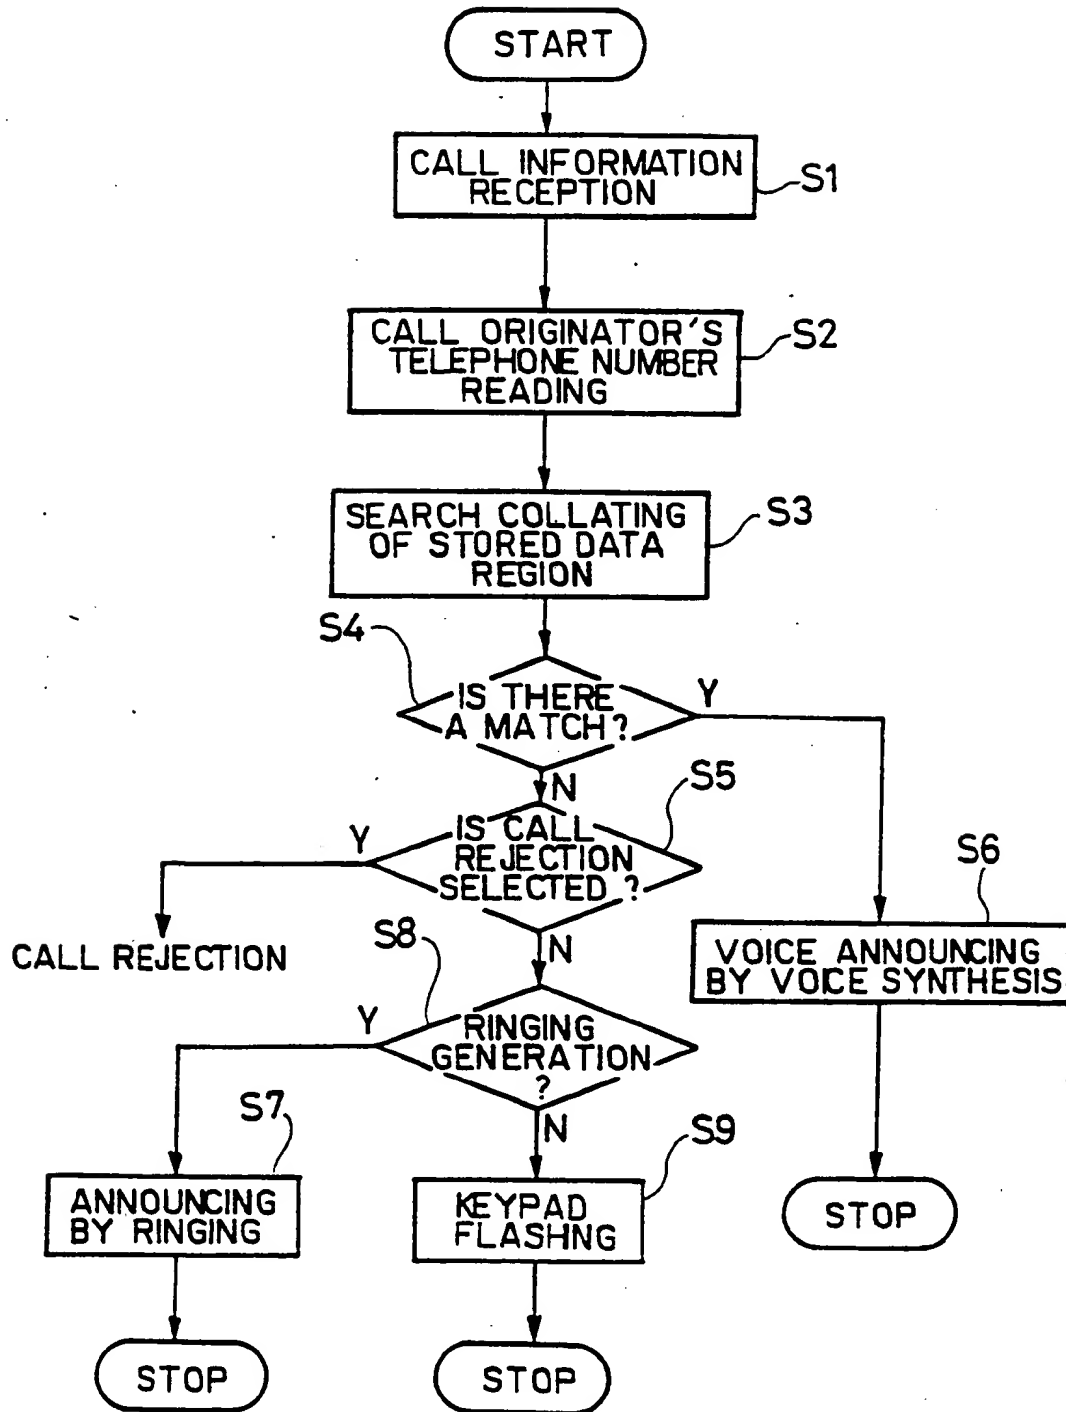 START
CALL INFORMATION
RECEPTION
S1
CALL ORIGINATOR'S
TELEPHONE NUMBER
READING
S2
SEARCH COLLATING
OF STORED DATA
REGION
S3
S4
IS THERE
A MATCH?
Y
N
S5
IS CALL
REJECTION
SELECTED ?
Y
CALL REJECTION
N
S6
VOICE ANNOUNCING
BY VOICE SYNTHESIS
S8
RINGING
GENERATION
?
Y
N
S7
ANNOUNCING
BY RINGING
S9
KEYPAD
FLASHNG
STOP
STOP
STOP